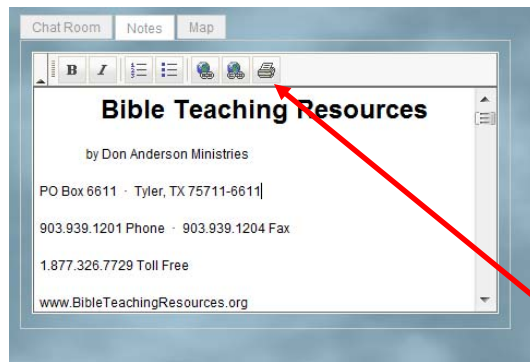 Chat Room Notes Map
B I
Bible Teaching Resources
by Don Anderson Ministries
PO Box 6611 · Tyler, TX 75711-6611
903.939.1201 Phone · 903.939.1204 Fax
1.877.326.7729 Toll Free
www.BibleTeachingResources.org